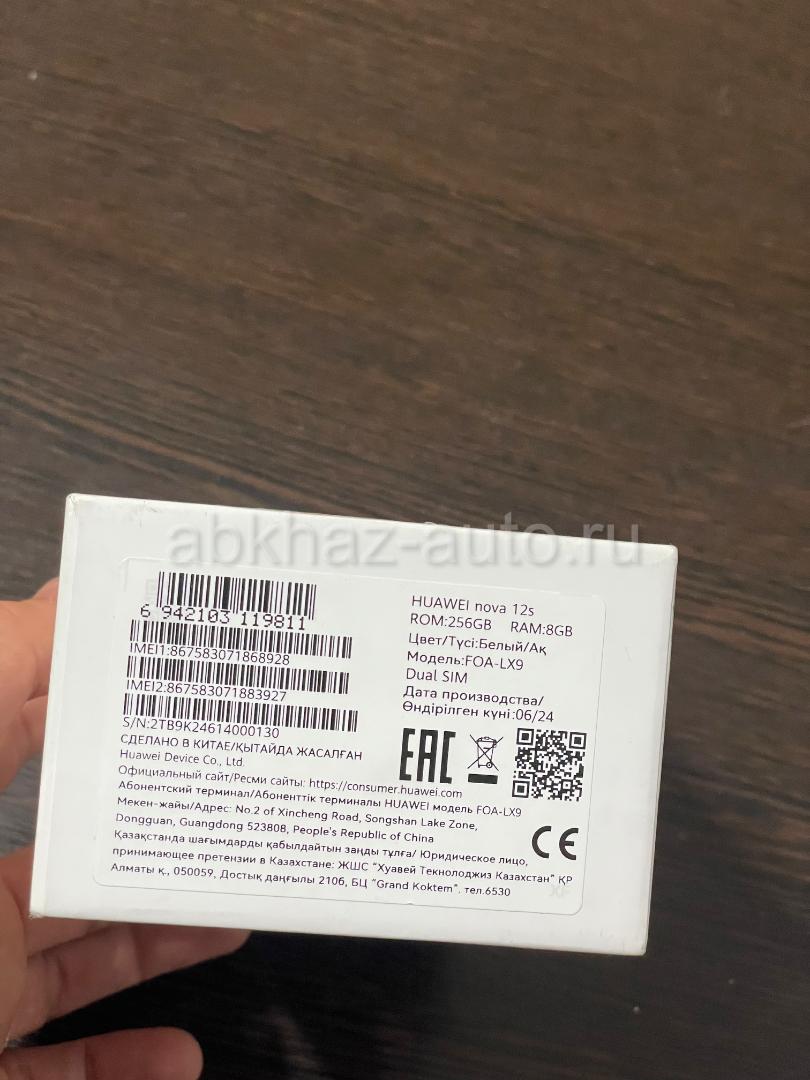 abkhaz-auto.ru
6 942103 119811
IMEI1:867583071868928
IMEI2:867583071883927
S/N:2TB9K24614000130
HUAWEI nova 12s
ROM:256GB RAM:8GB
Цвет/Түсі:Белый/Ақ
Модель:FOA-LX9
Dual SIM
Дата производства/
Өндірілген күні:06/24
EAC
CE
СДЕЛАНО В КИТАЕ/ҚЫТАЙДА ЖАСАЛҒАН
Huawei Device Co., Ltd.
Официальный сайт/Ресми сайты: https://consumer.huawei.com
Абонентский терминал/Абоненттік терминалы HUAWEI модель FOA-LX9
Мекен-жайы/Адрес: No.2 of Xincheng Road, Songshan Lake Zone,
Dongguan, Guangdong 523808, People's Republic of China
Қазақстанда шағымдарды қабылдайтын заңды тұлға/ Юридическое лицо,
принимающее претензии в Казахстане: ЖШС "Хуавей Текнолоджиз Казахстан" ҚР
Алматы қ., 050059, Достық даңғылы 210б, БЦ "Grand Koktem", тел.6530